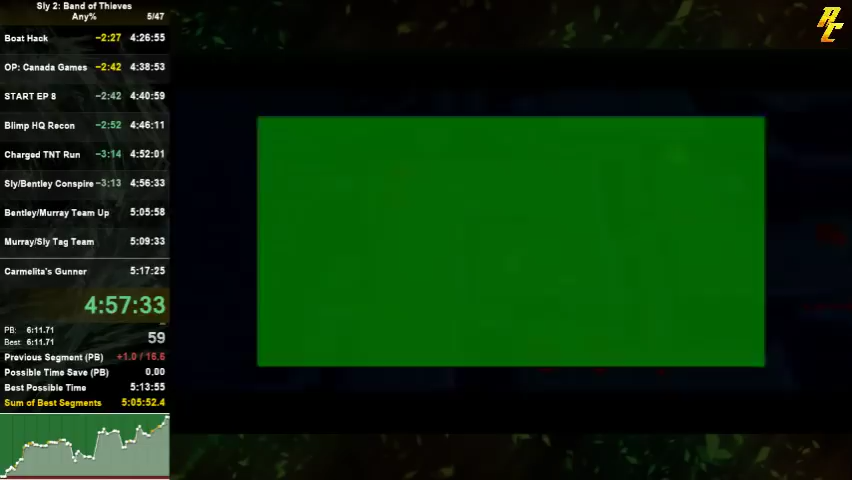 Sly 2: Band of Thieves
Any% 5/47
Boat Hack -2:27 4:26:55
OP: Canada Games -2:42 4:38:53
START EP 8 -2:42 4:40:59
Blimp HQ Recon -2:52 4:46:11
Charged TNT Run -3:14 4:52:01
Sly/Bentley Conspire -3:13 4:56:33
Bentley/Murray Team Up 5:05:58
Murray/Sly Tag Team 5:09:33
Carmelita's Gunner 5:17:25
4:57:33
PB: 6:11.71
Best: 6:11.71
59
Previous Segment (PB) +1.0 / 16.6
Possible Time Save (PB) 0.00
Best Possible Time 5:13:55
Sum of Best Segments 5:05:52.4